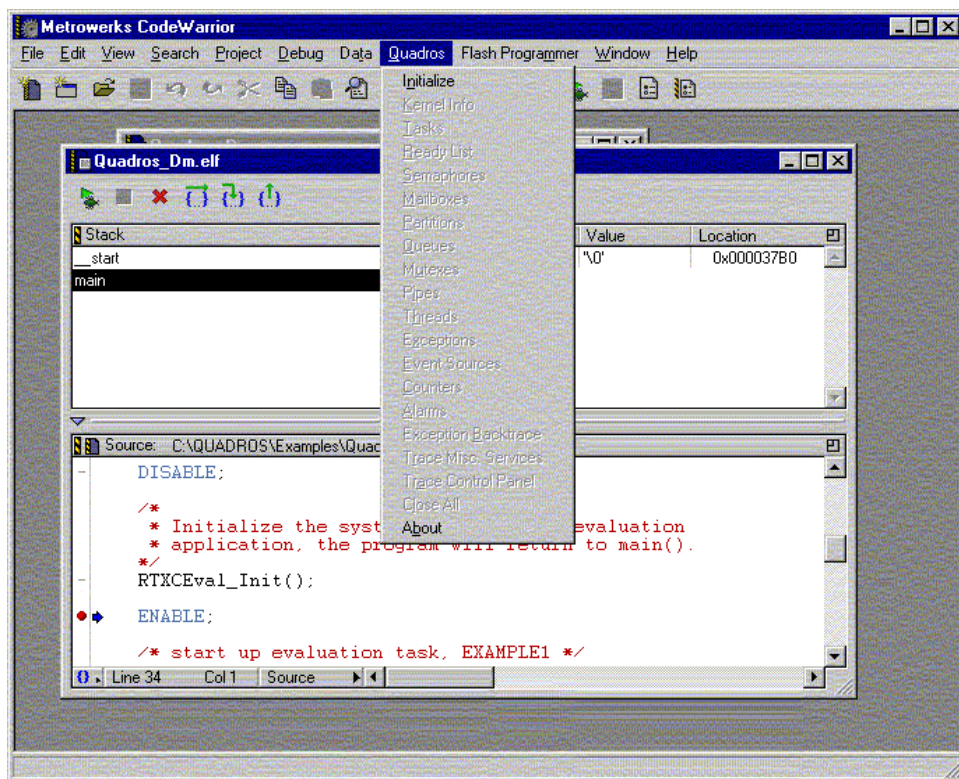 Metrowerks CodeWarrior
File Edit View Search Project Debug Data Quadros Flash Programmer Window Help
Initialize
Kernel Info
Tasks
Ready List
Semaphores
Mailboxes
Partitions
Queues
Mutexes
Pipes
Threads
Exceptions
Event Sources
Counters
Alarms
Exception Backtrace
Trace Misc. Services
Trace Control Panel
Close All
About
Quadros_Dm.elf
Stack
Value Location
__start
'\0' 0x000037B0
main
Source: C:\QUADROS\Examples\Quad
DISABLE;
/*
* Initialize the syst evaluation
* application, the program will return to main().
*/
RTXCEval_Init();
ENABLE;
/* start up evaluation task, EXAMPLE1 */
Line 34 Col 1 Source